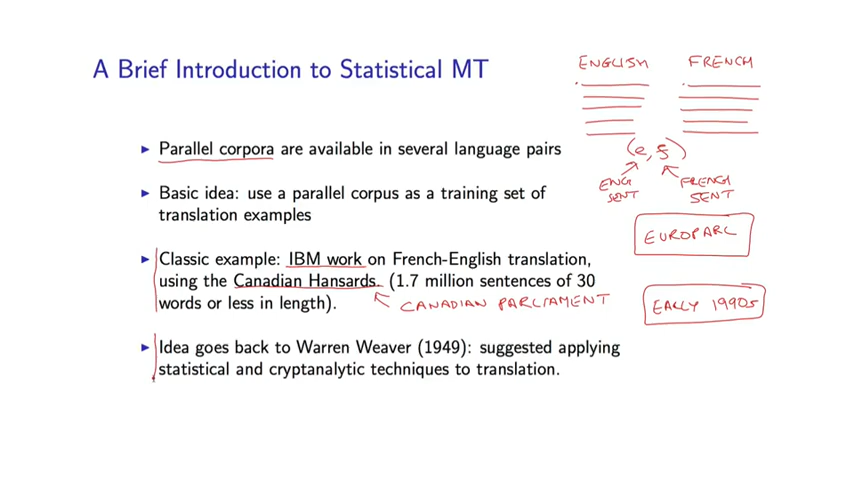 A Brief Introduction to Statistical MT
ENGLISH FRENCH
▶ Parallel corpora are available in several language pairs
(e, f)
ENG SENT
FRENCH SENT
▶ Basic idea: use a parallel corpus as a training set of
translation examples
EUROPARL
▶ Classic example: IBM work on French-English translation,
using the Canadian Hansards. (1.7 million sentences of 30
words or less in length).
CANADIAN PARLIAMENT
EARLY 1990s
▶ Idea goes back to Warren Weaver (1949): suggested applying
statistical and cryptanalytic techniques to translation.